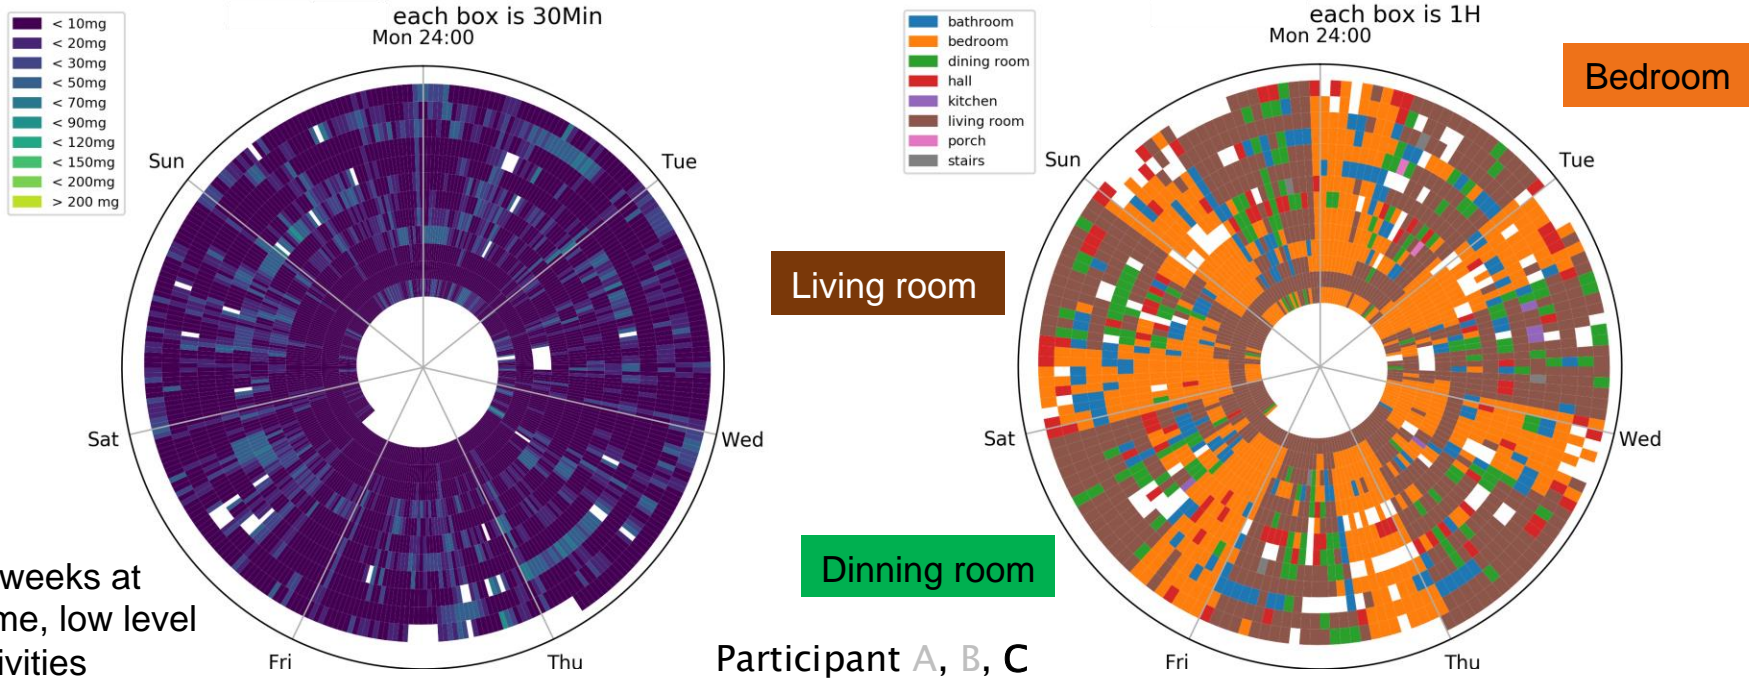 each box is 30Min
Mon 24:00
< 10mg
< 20mg
< 30mg
< 50mg
< 70mg
< 90mg
< 120mg
< 150mg
< 200mg
> 200 mg
Sun
Tue
Sat
Wed
Fri
Thu
weeks at
me, low level
ivities
each box is 1H
Mon 24:00
bathroom
bedroom
dining room
hall
kitchen
living room
porch
stairs
Sun
Tue
Sat
Wed
Fri
Thu
Bedroom
Living room
Dinning room
Participant A, B, C